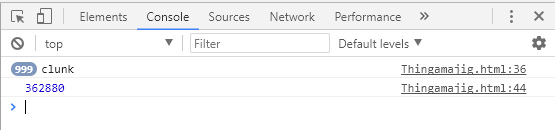 Elements Console Sources Network Performance »
top ▼ Filter Default levels ▼
999 clunk Thingamajig.html:36
362880 Thingamajig.html:44
>